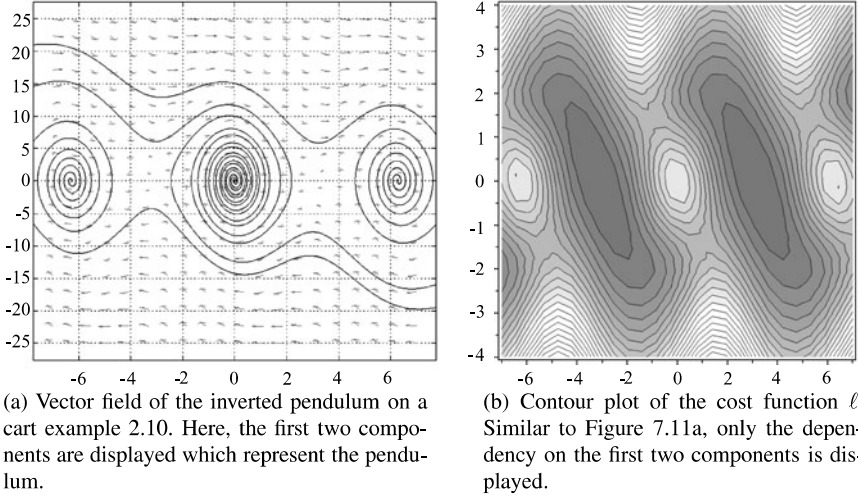 25
20
15
10
5
0
-5
-10
-15
-20
-25
-6 -4 -2 0 2 4 6
4
3
2
1
0
-1
-2
-3
-4
-6 -4 -2 0 2 4 6
(a) Vector field of the inverted pendulum on a
cart example 2.10. Here, the first two compo-
nents are displayed which represent the pendu-
lum.
(b) Contour plot of the cost function ℓ
Similar to Figure 7.11a, only the depen-
dency on the first two components is dis-
played.